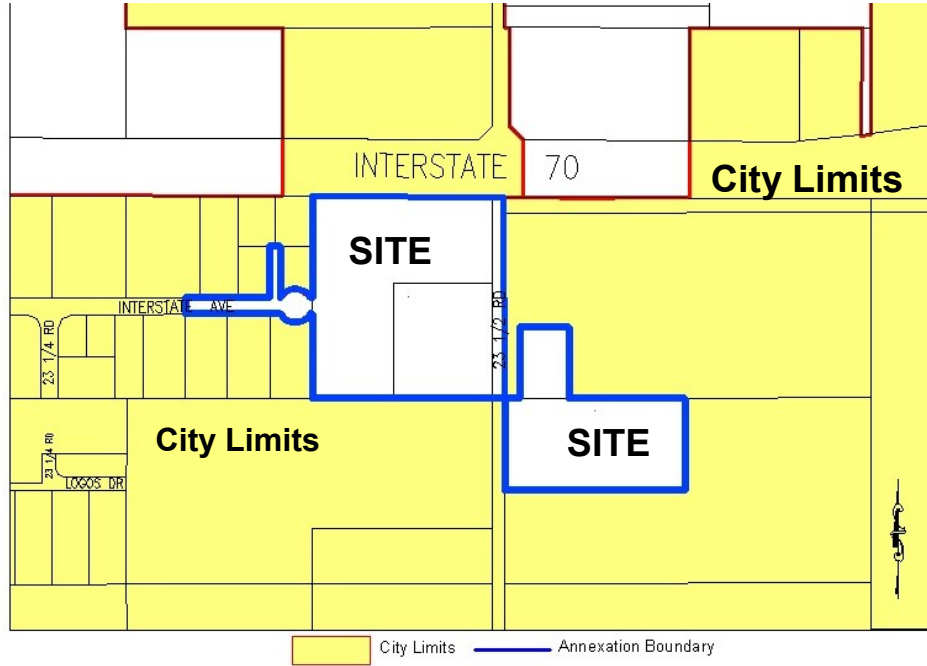 INTERSTATE 70
City Limits
SITE
INTERSTATE AVE
23 1/4 RD
23 1/2 RD
City Limits
SITE
23 1/4 RD
LOGOS DR
City Limits
Annexation Boundary